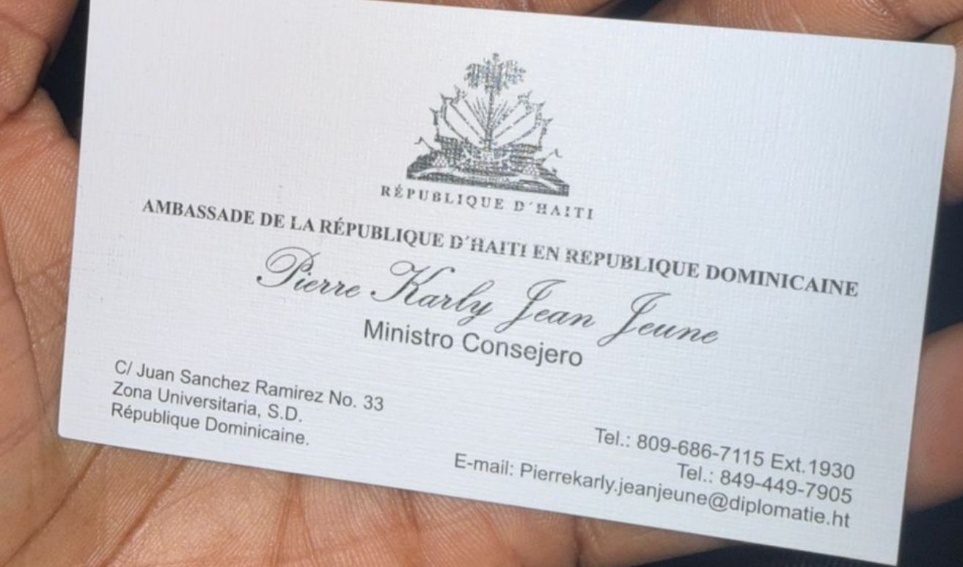 RÉPUBLIQUE D'HAITI
AMBASSADE DE LA RÉPUBLIQUE D'HAITI EN REPUBLIQUE DOMINICAINE
Pierre Karly Jean Jeune
Ministro Consejero
C/ Juan Sanchez Ramirez No. 33
Zona Universitaria, S.D.
République Dominicaine.
Tel.: 809-686-7115 Ext.1930
Tel.: 849-449-7905
E-mail: Pierrekarly.jeanjeune@diplomatie.ht